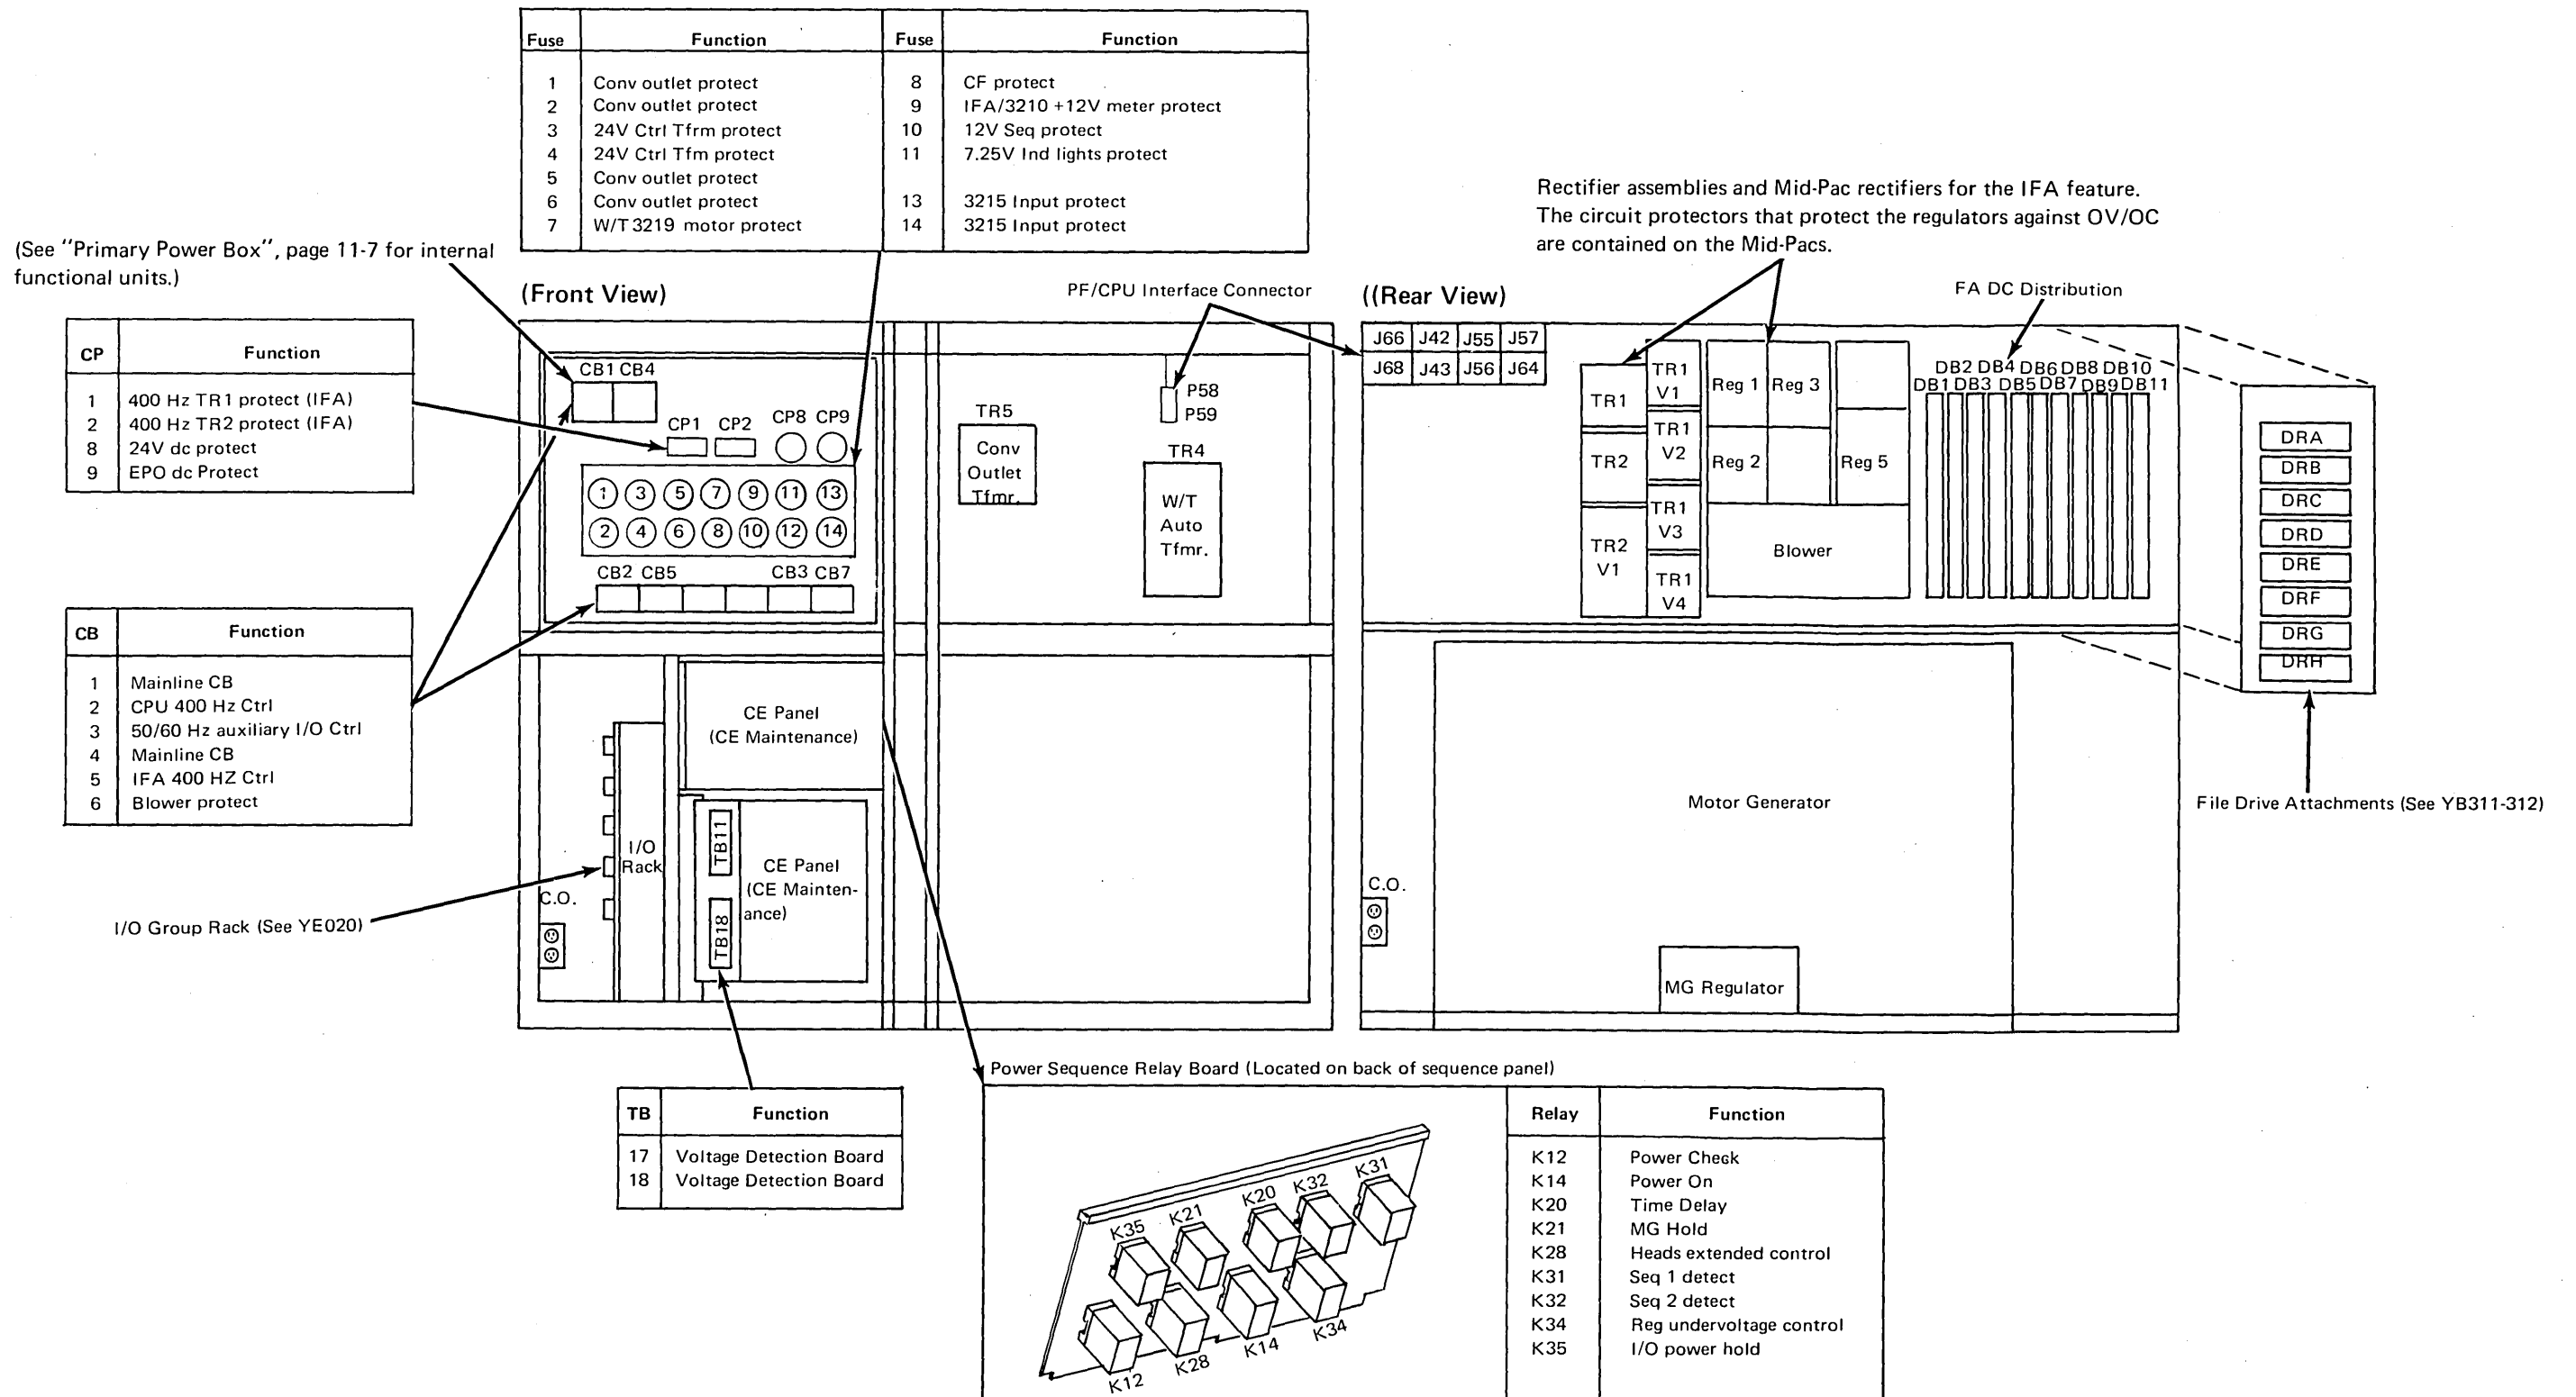 Fuse Function Fuse Function
1 Conv outlet protect 8 CF protect
2 Conv outlet protect 9 IFA/3210 +12V meter protect
3 24V Ctrl Tfrm protect 10 12V Seq protect
4 24V Ctrl Tfm protect 11 7.25V Ind lights protect
5 Conv outlet protect
6 Conv outlet protect 13 3215 Input protect
7 W/T 3219 motor protect 14 3215 Input protect
(See "Primary Power Box", page 11-7 for internal
functional units.)
Rectifier assemblies and Mid-Pac rectifiers for the IFA feature.
The circuit protectors that protect the regulators against OV/OC
are contained on the Mid-Pacs.
(Front View)
PF/CPU Interface Connector
((Rear View)
FA DC Distribution
CP Function
1 400 Hz TR1 protect (IFA)
2 400 Hz TR2 protect (IFA)
8 24V dc protect
9 EPO dc Protect
CB Function
1 Mainline CB
2 CPU 400 Hz Ctrl
3 50/60 Hz auxiliary I/O Ctrl
4 Mainline CB
5 IFA 400 HZ Ctrl
6 Blower protect
CB1 CB4
CP1 CP2 CP8 CP9
1 3 5 7 9 11 13
2 4 6 8 10 12 14
CB2 CB5 CB3 CB7
TR5
Conv
Outlet
Tfmr.
P58
P59
TR4
W/T
Auto
Tfmr.
CE Panel
(CE Maintenance)
I/O
Rack
TB11
TB18
CE Panel
(CE Mainten-
ance)
C.O.
I/O Group Rack (See YE020)
J66 J42 J55 J57
J68 J43 J56 J64
TR1
TR2
TR2
V1
TR1
V1
TR1
V2
TR1
V3
TR1
V4
Reg 1 Reg 3
Reg 2 Reg 5
Blower
DB2 DB4 DB6 DB8 DB10
DB1 DB3 DB5 DB7 DB9 DB11
DRA
DRB
DRC
DRD
DRE
DRF
DRG
DRH
Motor Generator
File Drive Attachments (See YB311-312)
C.O.
MG Regulator
TB Function
17 Voltage Detection Board
18 Voltage Detection Board
Power Sequence Relay Board (Located on back of sequence panel)
K35 K21 K20 K32 K31
K12 K28 K14 K34
Relay Function
K12 Power Check
K14 Power On
K20 Time Delay
K21 MG Hold
K28 Heads extended control
K31 Seq 1 detect
K32 Seq 2 detect
K34 Reg undervoltage control
K35 I/O power hold